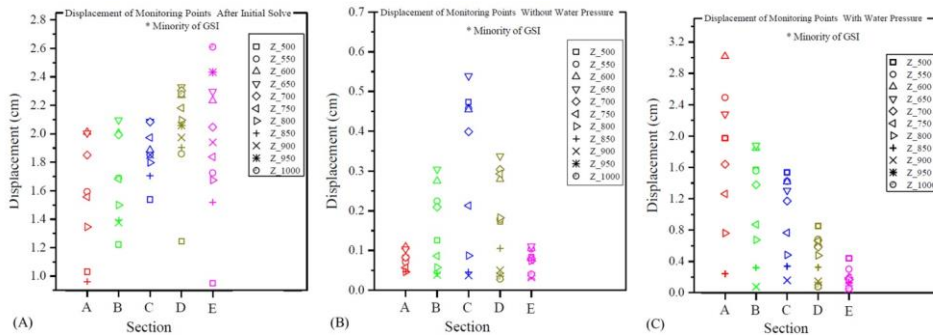 Displacement of Monitoring Points After Initial Solve
* Minority of GSI
Z_500
Z_550
Z_600
Z_650
Z_700
Z_750
Z_800
Z_850
Z_900
Z_950
Z_1000
Displacement (cm)
2.8
2.6
2.4
2.2
2.0
1.8
1.6
1.4
1.2
1.0
A B C D E
Section
(A)
Displacement of Monitoring Points Without Water Pressure
* Minority of GSI
Z_500
Z_550
Z_600
Z_650
Z_700
Z_750
Z_800
Z_850
Z_900
Z_950
Z_1000
Displacement (cm)
0.7
0.6
0.5
0.4
0.3
0.2
0.1
0.0
A B C D E
Section
(B)
Displacement of Monitoring Points With Water Pressure
* Minority of GSI
Z_500
Z_550
Z_600
Z_650
Z_700
Z_750
Z_800
Z_850
Z_900
Z_950
Z_1000
Displacement (cm)
3.6
3.2
2.8
2.4
2.0
1.6
1.2
0.8
0.4
0.0
A B C D E
Section
(C)